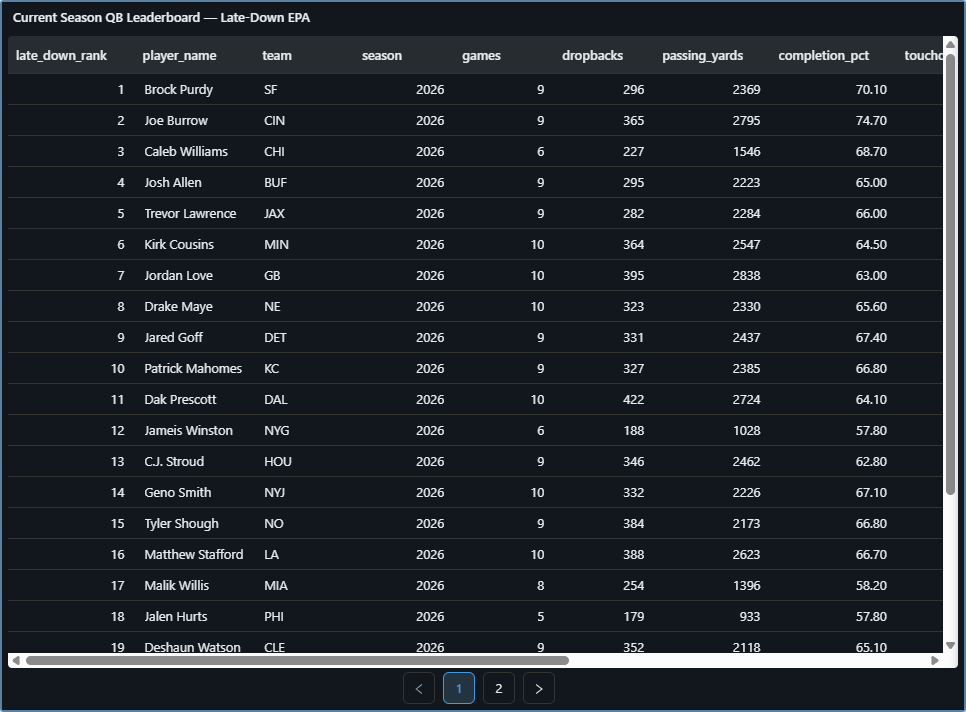 Current Season QB Leaderboard — Late-Down EPA
late_down_rank player_name team season games dropbacks passing_yards completion_pct touchc
1 Brock Purdy SF 2026 9 296 2369 70.10
2 Joe Burrow CIN 2026 9 365 2795 74.70
3 Caleb Williams CHI 2026 6 227 1546 68.70
4 Josh Allen BUF 2026 9 295 2223 65.00
5 Trevor Lawrence JAX 2026 9 282 2284 66.00
6 Kirk Cousins MIN 2026 10 364 2547 64.50
7 Jordan Love GB 2026 10 395 2838 63.00
8 Drake Maye NE 2026 10 323 2330 65.60
9 Jared Goff DET 2026 9 331 2437 67.40
10 Patrick Mahomes KC 2026 9 327 2385 66.80
11 Dak Prescott DAL 2026 10 422 2724 64.10
12 Jameis Winston NYG 2026 6 188 1028 57.80
13 C.J. Stroud HOU 2026 9 346 2462 62.80
14 Geno Smith NYJ 2026 10 332 2226 67.10
15 Tyler Shough NO 2026 9 384 2173 66.80
16 Matthew Stafford LA 2026 10 388 2623 66.70
17 Malik Willis MIA 2026 8 254 1396 58.20
18 Jalen Hurts PHI 2026 5 179 933 57.80
19 Deshaun Watson CLE 2026 9 352 2118 65.10
< 1 2 >